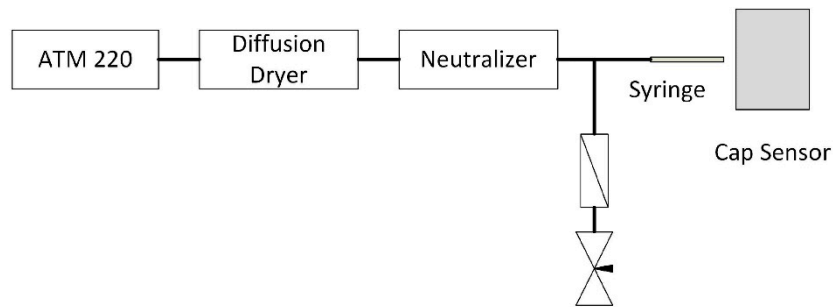 ATM 220
Diffusion
Dryer
Neutralizer
Syringe
Cap Sensor